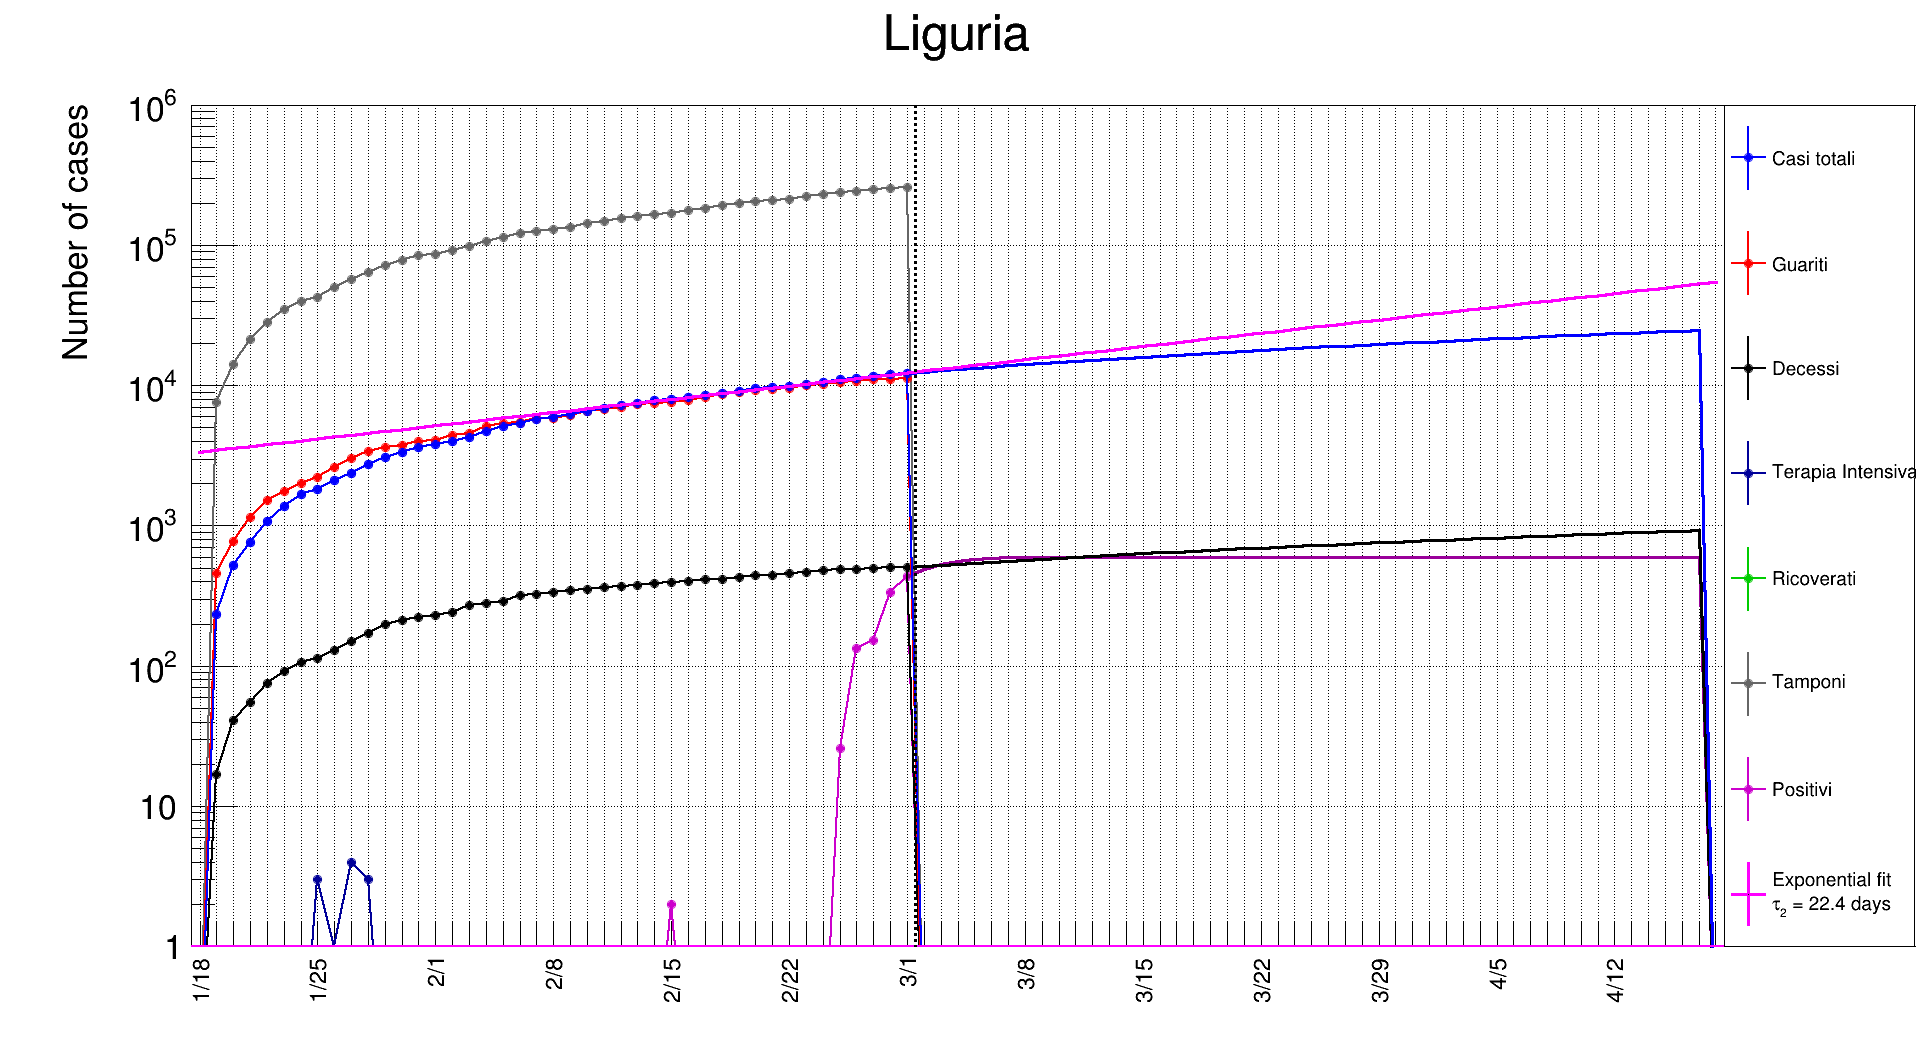 Liguria
Number of cases
10^6
10^5
10^4
10^3
10^2
10
1
1/18
1/25
2/1
2/8
2/15
2/22
3/1
3/8
3/15
3/22
3/29
4/5
4/12
Casi totali
Guariti
Decessi
Terapia Intensiva
Ricoverati
Tamponi
Positivi
Exponential fit
τ_2 = 22.4 days